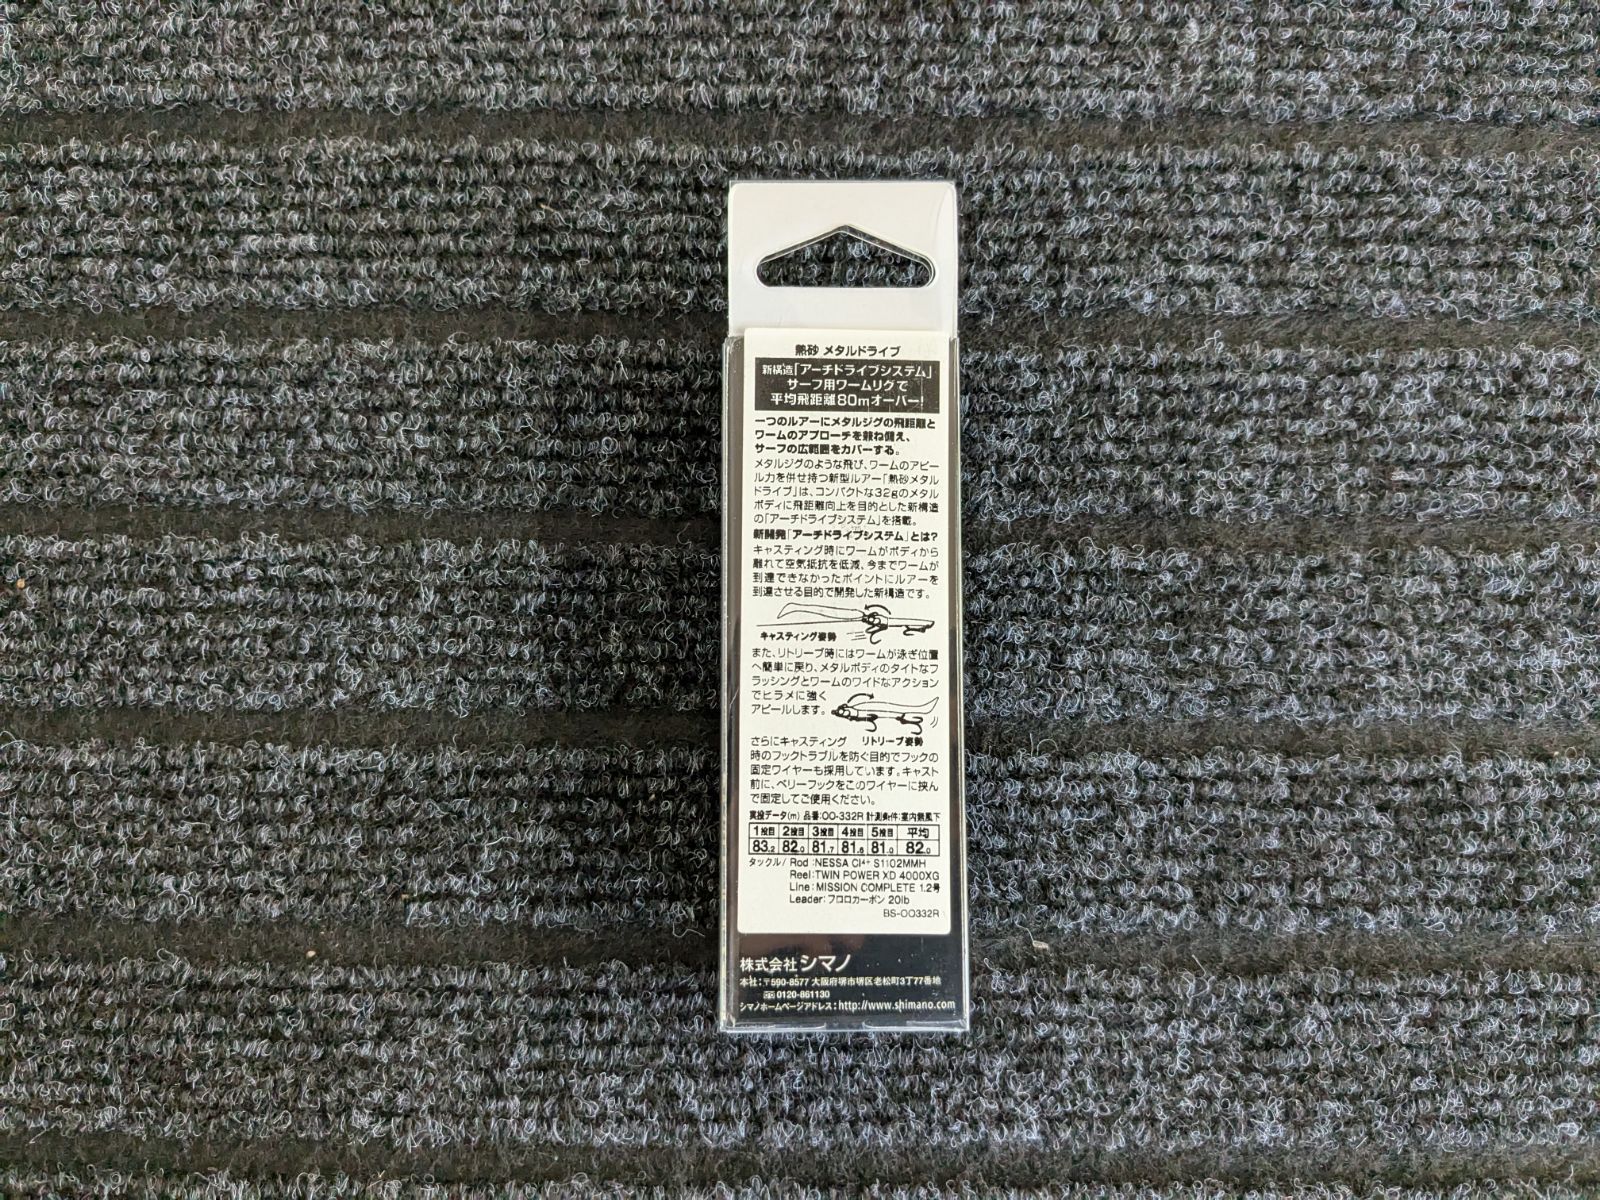 熱砂 メタルドライブ
新構造「アーチドライブシステム」
サーフ用ワームリグで
平均飛距離80mオーバー!
一つのルアーにメタルジグの飛距離と
ワームのアプローチを兼ね備え、
サーフの広範囲をカバーする。
メタルジグのような飛び、ワームのアピー
ル力を併せ持つ新型ルアー「熱砂メタル
ドライブ」は、コンパクトな32gのメタル
ボディに飛距離向上を目的とした新構造
の「アーチドライブシステム」を搭載。
新開発「アーチドライブシステム」とは?
キャスティング時にワームがボディから
離れて空気抵抗を低減、今までワームが
到達できなかったポイントにルアーを
到達させる目的で開発した新構造です。
キャスティング姿勢
また、リトリーブ時にはワームが泳ぎ位置
へ簡単に戻り、メタルボディのタイトなフ
ラッシングとワームのワイドなアクション
でヒラメに強く
アピールします。
リトリーブ姿勢
さらにキャスティング
時のフックトラブルを防ぐ目的でフックの
固定ワイヤーも採用しています。キャスト
前に、ベリーフックをこのワイヤーに挟ん
で固定してご使用ください。
実投データ(m) 品番:OO-332R 計測条件:室内無風下
1投目 2投目 3投目 4投目 5投目 平均
83.2 82.0 81.7 81.6 81.0 82.0
タックル/ Rod :NESSA CI4+ S1102MMH
Reel:TWIN POWER XD 4000XG
Line:MISSION COMPLETE 1.2号
Leader:フロロカーボン 20lb
BS-OO332R
株式会社 シマノ
本社:〒590-8577 大阪府堺市堺区老松町3丁77番地
0120-861130
シマノホームページアドレス:http://www.shimano.com